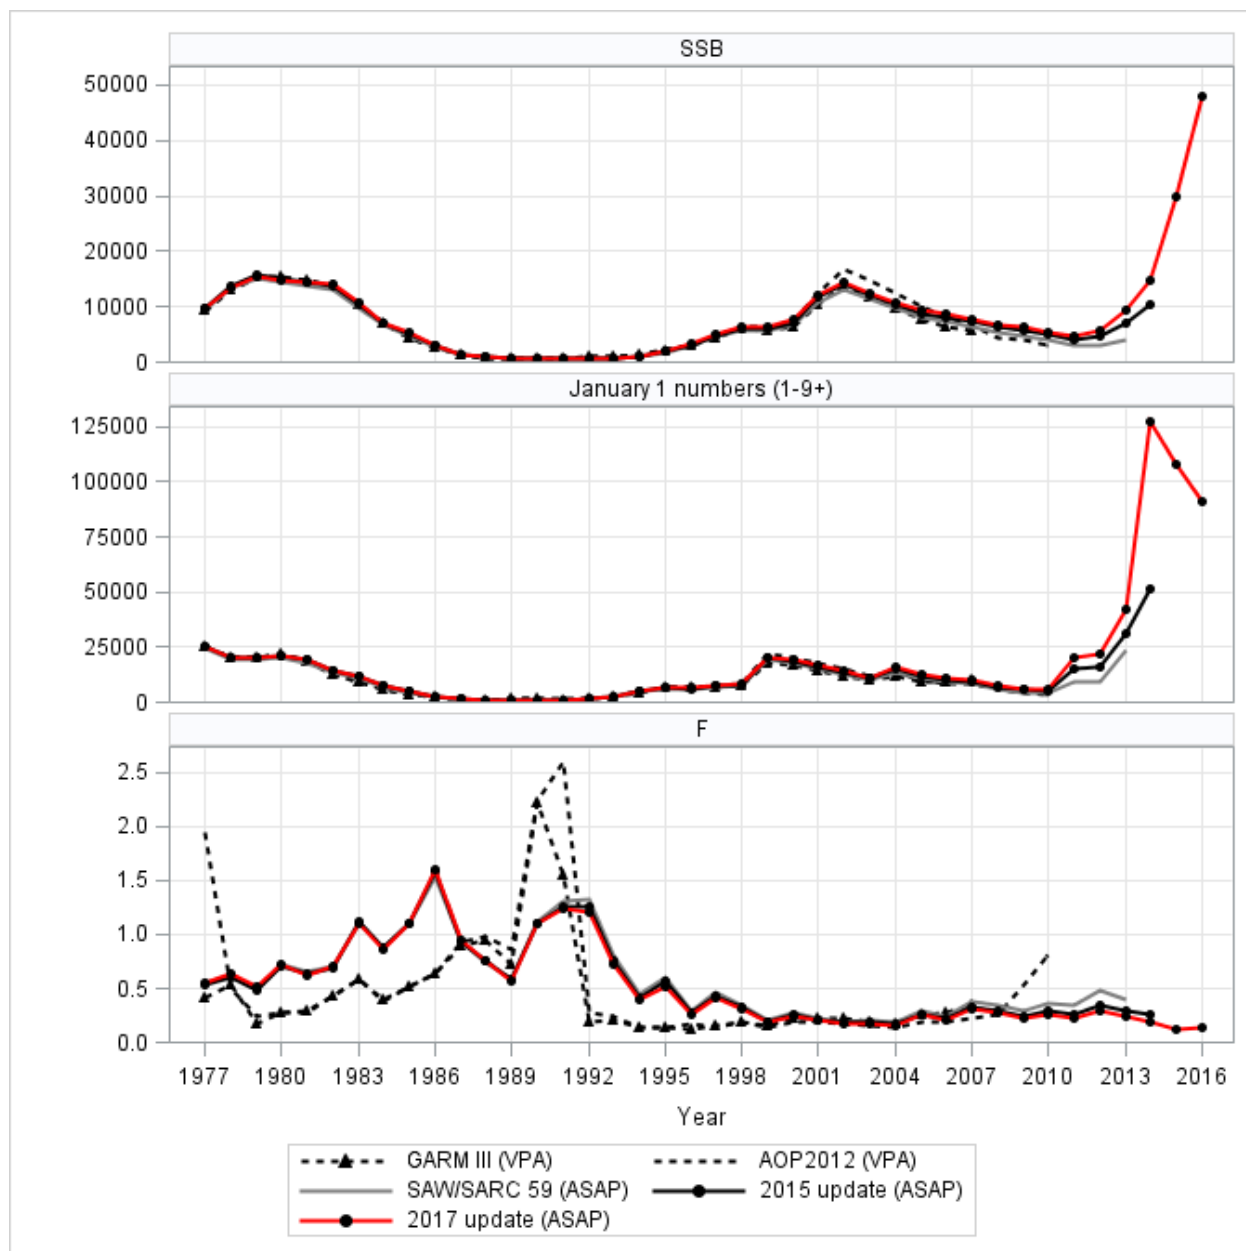 SSB
50000
40000
30000
20000
10000
0
January 1 numbers (1-9+)
125000
100000
75000
50000
25000
0
F
2.5
2.0
1.5
1.0
0.5
0.0
1977 1980 1983 1986 1989 1992 1995 1998 2001 2004 2007 2010 2013 2016
Year
GARM III (VPA) AOP2012 (VPA)
SAW/SARC 59 (ASAP) 2015 update (ASAP)
2017 update (ASAP)